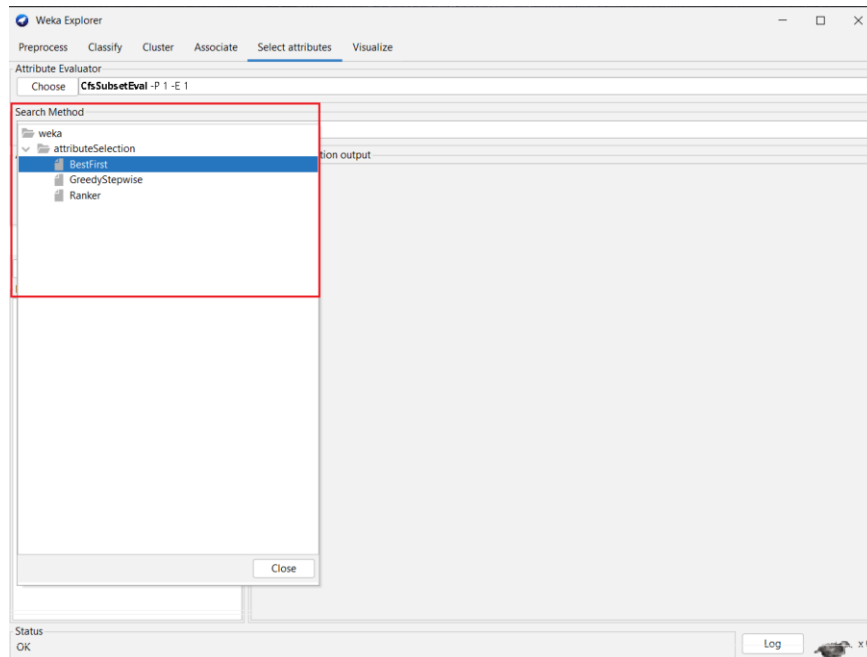 Weka Explorer
Preprocess Classify Cluster Associate Select attributes Visualize
Attribute Evaluator
Choose CfsSubsetEval -P 1 -E 1
Search Method
weka
attributeSelection
tion output
BestFirst
GreedyStepwise
Ranker
Close
Status
OK
Log
x